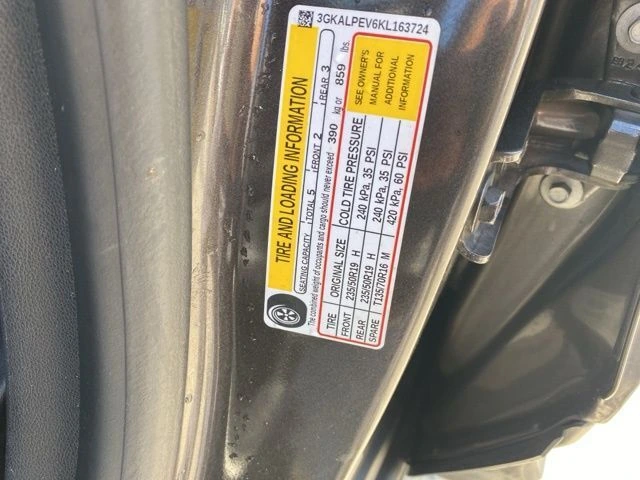 3GKALPEV6KL163724
TIRE AND LOADING INFORMATION
SEATING CAPACITY TOTAL 5 FRONT 2 REAR 3
The combined weight of occupants and cargo should never exceed 390 kg or 859 lbs.
TIRE ORIGINAL SIZE COLD TIRE PRESSURE
FRONT 235/50R19 H 240 kPa, 35 PSI
REAR 235/50R19 H 240 kPa, 35 PSI
SPARE T135/70R16 M 420 kPa, 60 PSI
SEE OWNER'S
MANUAL FOR
ADDITIONAL
INFORMATION